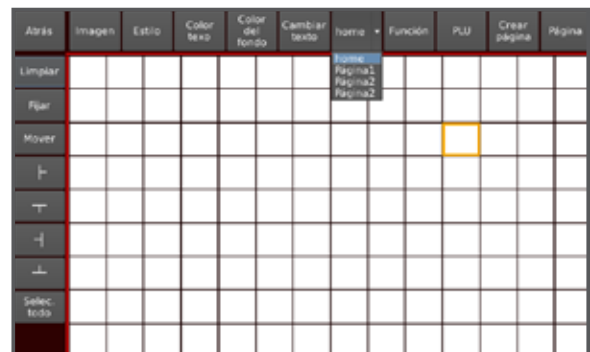 Atrás
Imagen
Estilo
Color
texo
Color
del
fondo
Cambiar
texto
home
Función
PLU
Crear
página
Página
home
Página1
Página2
Página2
Limpiar
Fijar
Mover
Selec.
todo